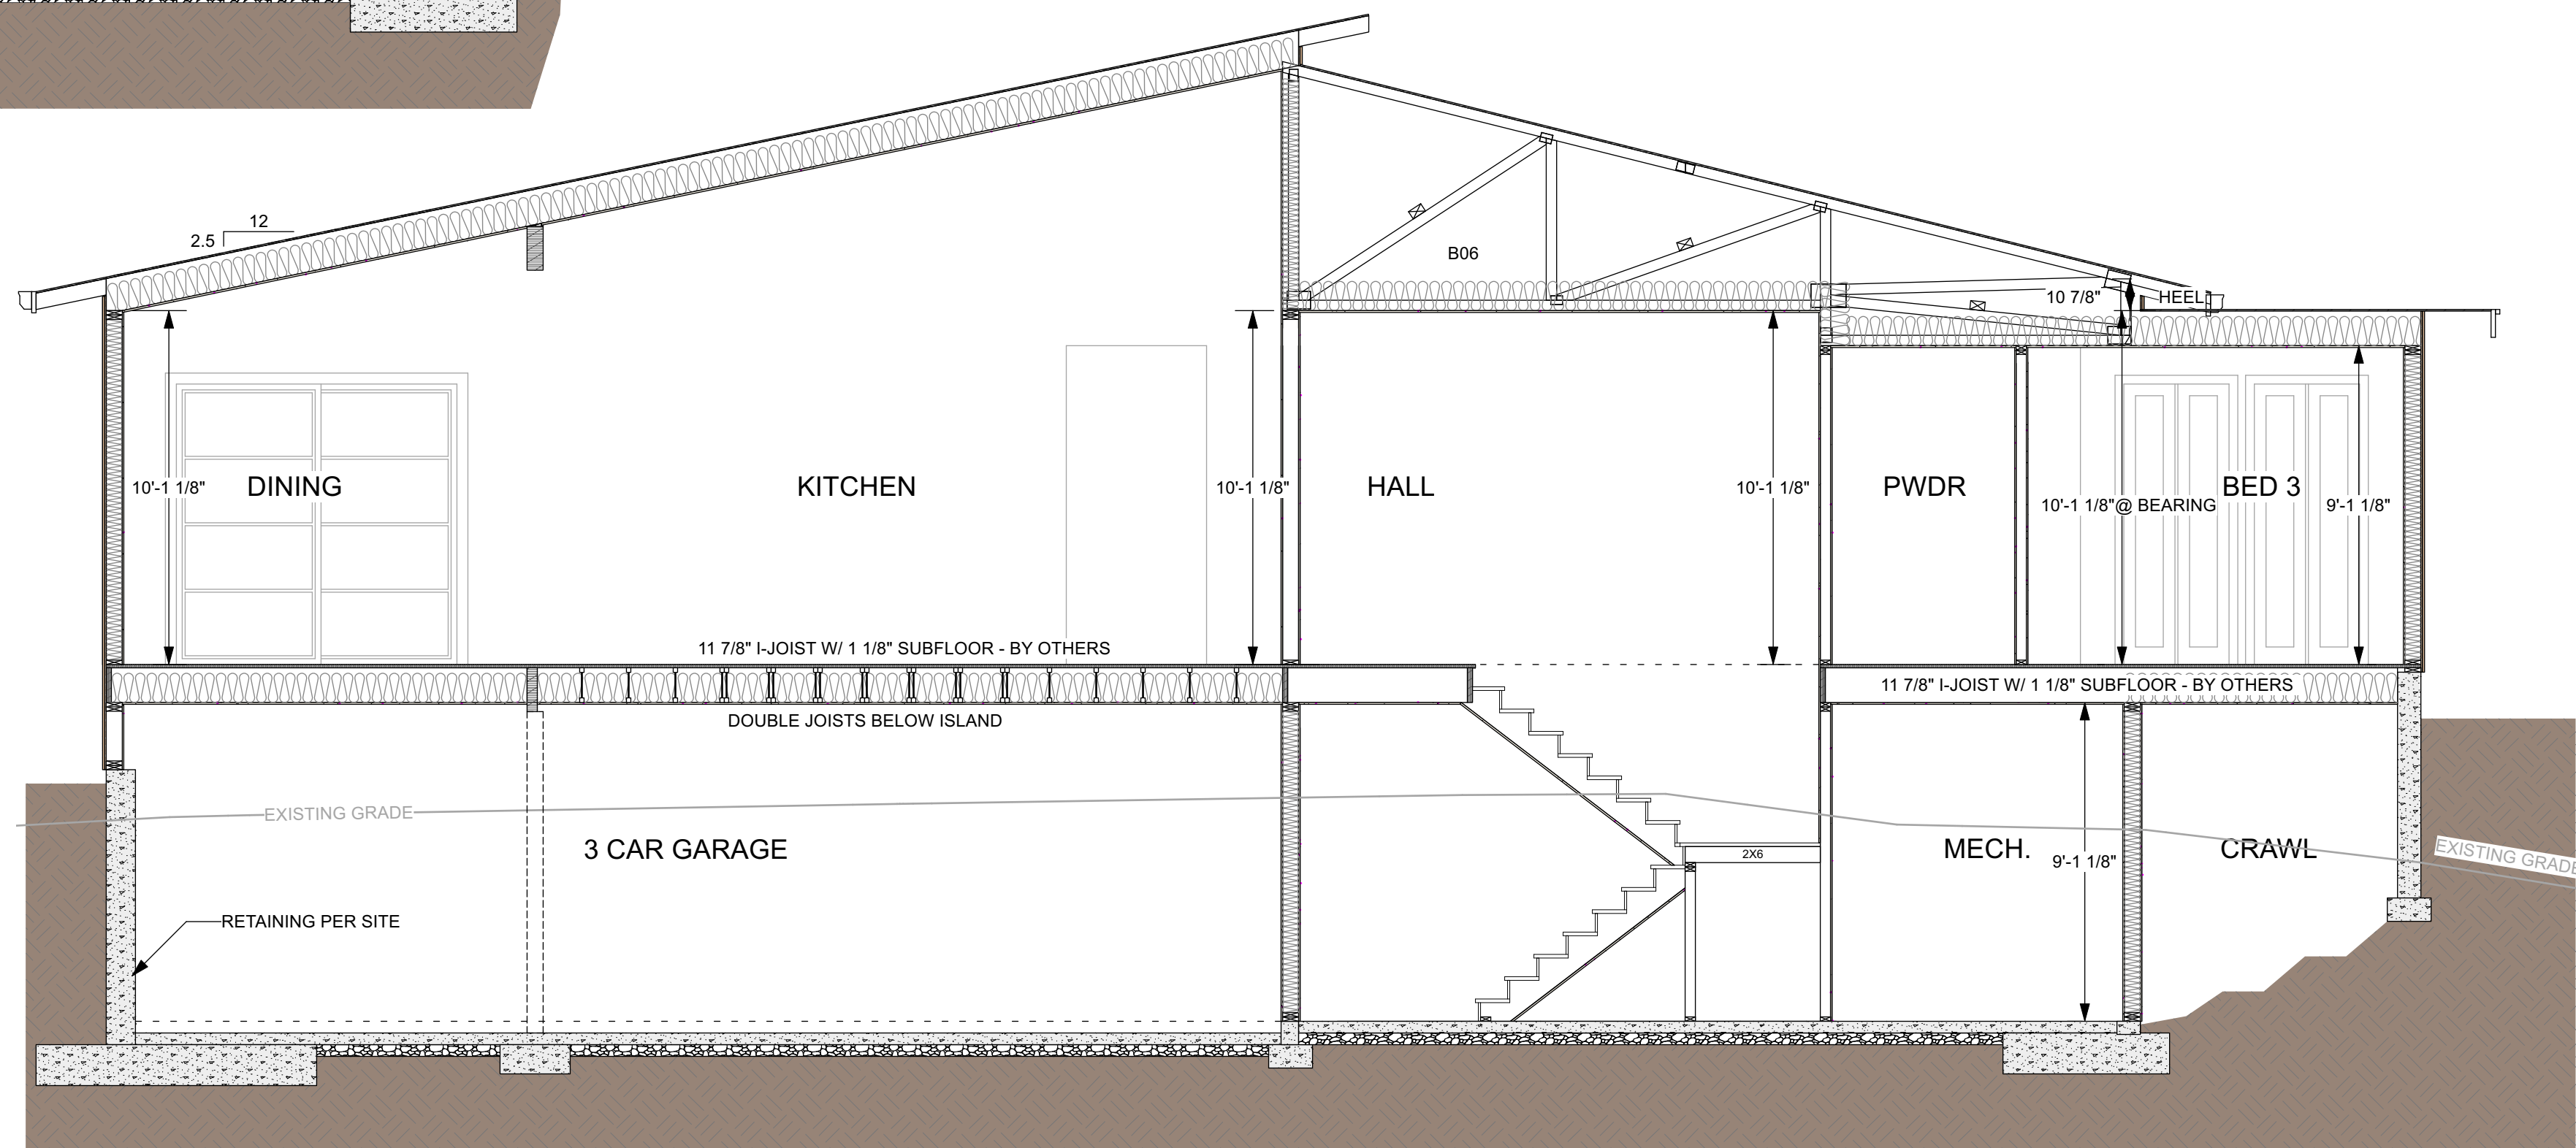 12
2.5
B06
10 7/8"
HEEL
10'-1 1/8"
DINING
KITCHEN
10'-1 1/8"
HALL
10'-1 1/8"
PWDR
10'-1 1/8"@ BEARING
BED 3
9'-1 1/8"
11 7/8" I-JOIST W/ 1 1/8" SUBFLOOR - BY OTHERS
11 7/8" I-JOIST W/ 1 1/8" SUBFLOOR - BY OTHERS
DOUBLE JOISTS BELOW ISLAND
EXISTING GRADE
3 CAR GARAGE
2X6
MECH.
9'-1 1/8"
CRAWL
EXISTING GRADE
RETAINING PER SITE